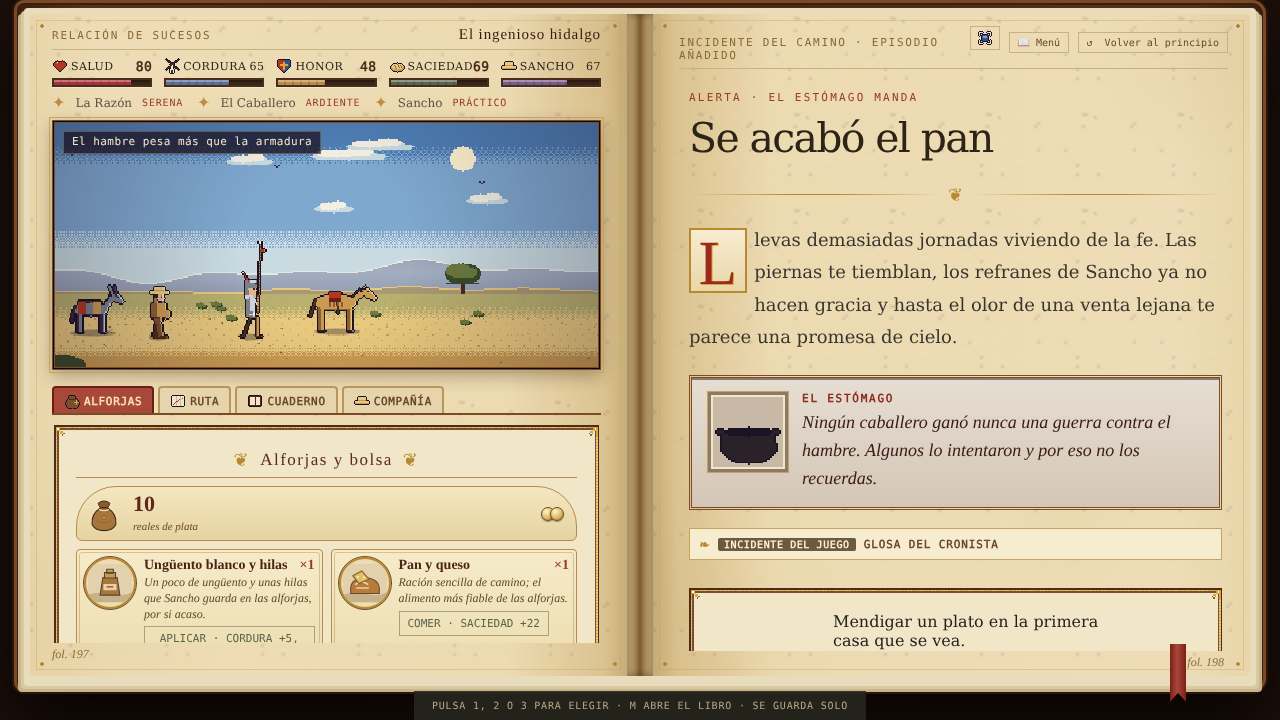 RELACIÓN DE SUCESOS
El ingenioso hidalgo
SALUD 80
CORDURA 65
HONOR 48
SACIEDAD 69
SANCHO 67
La Razón SERENA
El Caballero ARDIENTE
Sancho PRÁCTICO
El hambre pesa más que la armadura
ALFORJAS
RUTA
CUADERNO
COMPAÑÍA
Alforjas y bolsa
10
reales de plata
Ungüento blanco y hilas ×1
Un poco de ungüento y unas hilas
que Sancho guarda en las alforjas,
por si acaso.
APLICAR · CORDURA +5,
Pan y queso ×1
Ración sencilla de camino; el
alimento más fiable de las alforjas.
COMER · SACIEDAD +22
fol. 197
INCIDENTE DEL CAMINO · EPISODIO
AÑADIDO
Menú
↺ Volver al principio
ALERTA · EL ESTÓMAGO MANDA
Se acabó el pan
Llevas demasiadas jornadas viviendo de la fe. Las
piernas te tiemblan, los refranes de Sancho ya no
hacen gracia y hasta el olor de una venta lejana te
parece una promesa de cielo.
EL ESTÓMAGO
Ningún caballero ganó nunca una guerra contra el
hambre. Algunos lo intentaron y por eso no los
recuerdas.
INCIDENTE DEL JUEGO GLOSA DEL CRONISTA
Mendigar un plato en la primera
casa que se vea.
fol. 198
PULSA 1, 2 O 3 PARA ELEGIR · M ABRE EL LIBRO · SE GUARDA SOLO